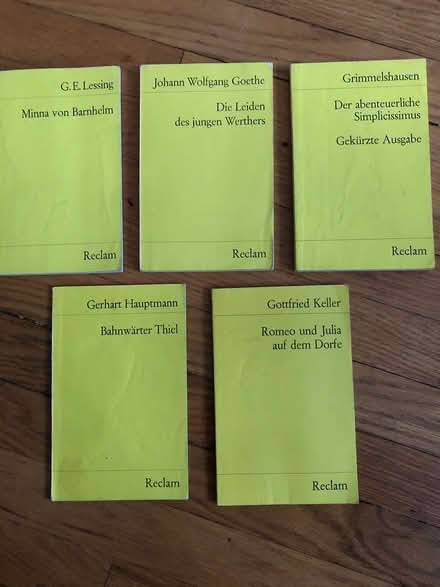 G. E. Lessing
Minna von Barnhelm
Reclam
Johann Wolfgang Goethe
Die Leiden
des jungen Werthers
Reclam
Grimmelshausen
Der abenteuerliche
Simplicissimus
Gekürzte Ausgabe
Reclam
Gerhart Hauptmann
Bahnwärter Thiel
Reclam
Gottfried Keller
Romeo und Julia
auf dem Dorfe
Reclam